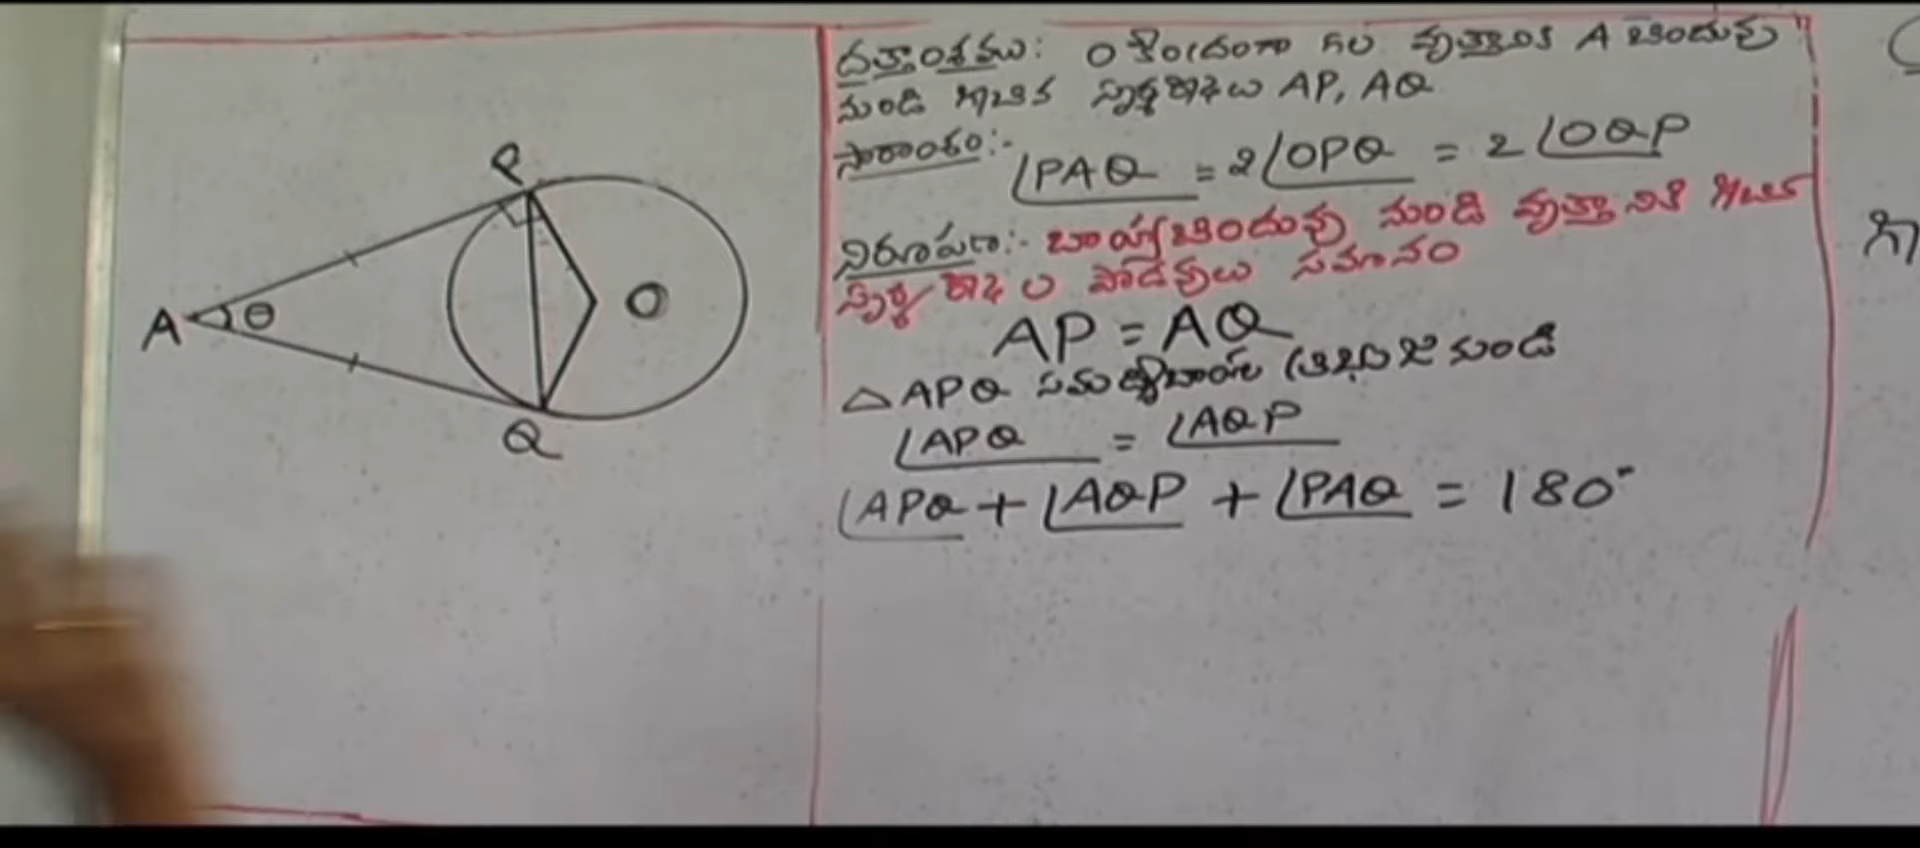 P
A θ
O
Q
దత్తాంశము: O కేంద్రంగా గల వృత్తానికి A బిందువు
నుండి గీచిన స్పర్శరేఖలు AP, AQ
సారాంశం:-
∠PAQ = 2∠OPQ = 2∠OQP
నిరూపణ:- బాహ్యబిందువు నుండి వృత్తానికి గీచిన
స్పర్శరేఖల పొడవులు సమానం
AP = AQ
△APQ సమద్విబాహు త్రిభుజం నుండి
∠APQ = ∠AQP
∠APQ + ∠AQP + ∠PAQ = 180°